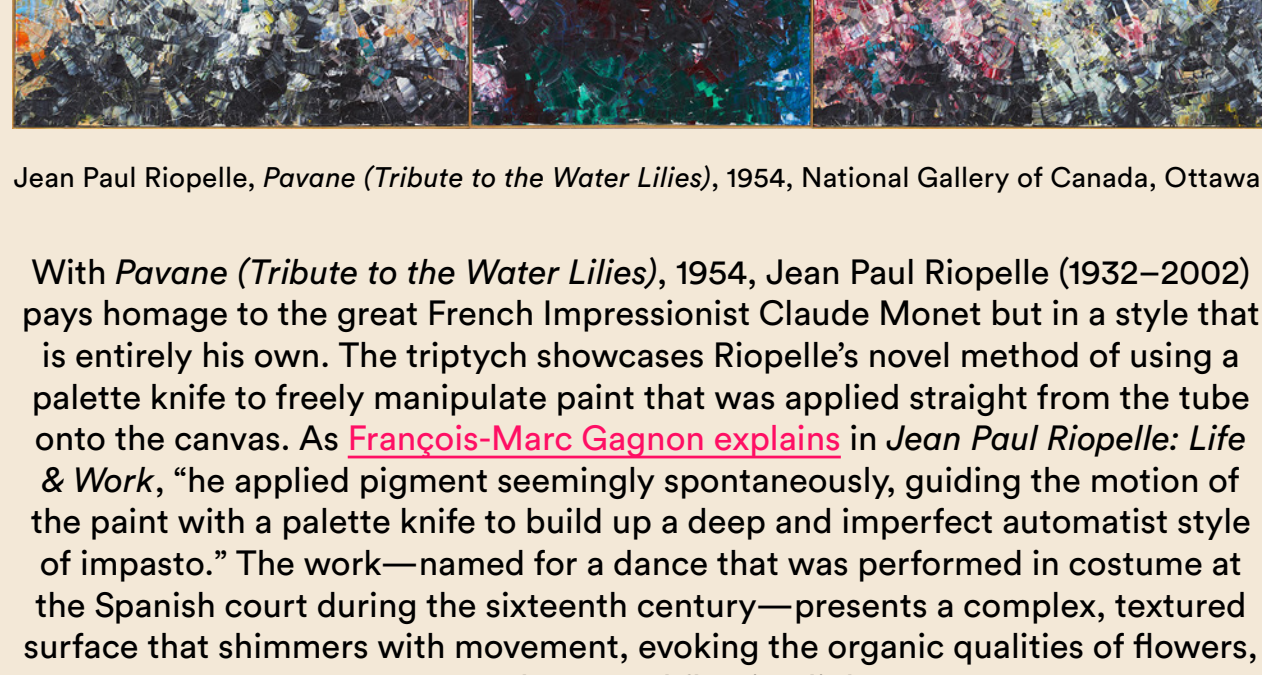 Jean Paul Riopelle, Pavane (Tribute to the Water Lilies), 1954, National Gallery of Canada, Ottawa
With Pavane (Tribute to the Water Lilies), 1954, Jean Paul Riopelle (1932–2002)
pays homage to the great French Impressionist Claude Monet but in a style that
is entirely his own. The triptych showcases Riopelle’s novel method of using a
palette knife to freely manipulate paint that was applied straight from the tube
onto the canvas. As François-Marc Gagnon explains in Jean Paul Riopelle: Life
& Work, “he applied pigment seemingly spontaneously, guiding the motion of
the paint with a palette knife to build up a deep and imperfect automatist style
of impasto.” The work—named for a dance that was performed in costume at
the Spanish court during the sixteenth century—presents a complex, textured
surface that shimmers with movement, evoking the organic qualities of flowers,